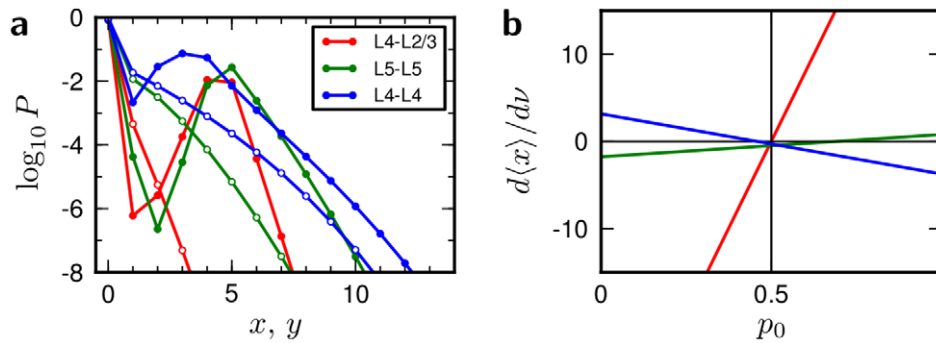 a
log₁₀ P
0
-2
-4
-6
-8
0
5
10
x, y
L4-L2/3
L5-L5
L4-L4
b
d⟨x⟩/dν
10
0
-10
0
0.5
p₀